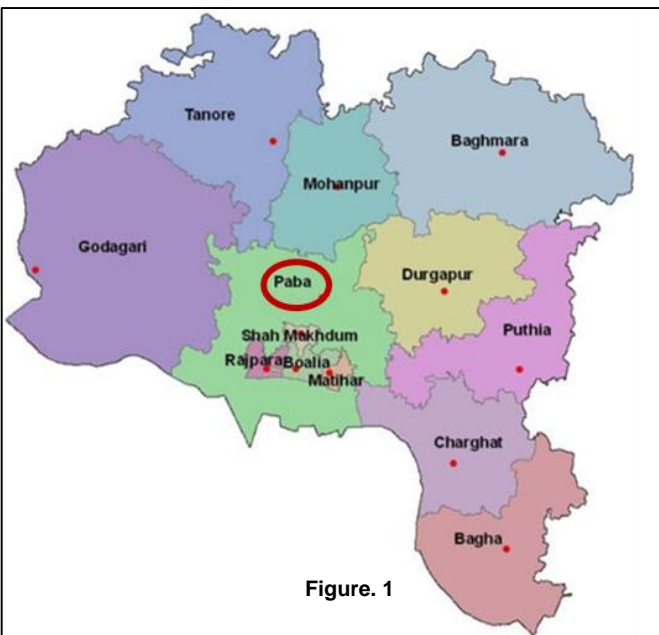 Tanore
Baghmara
Mohanpur
Godagari
Paba
Durgapur
Puthia
Shah Makhdum
Rajpara
Boalia
Matihar
Charghat
Bagha
Figure. 1